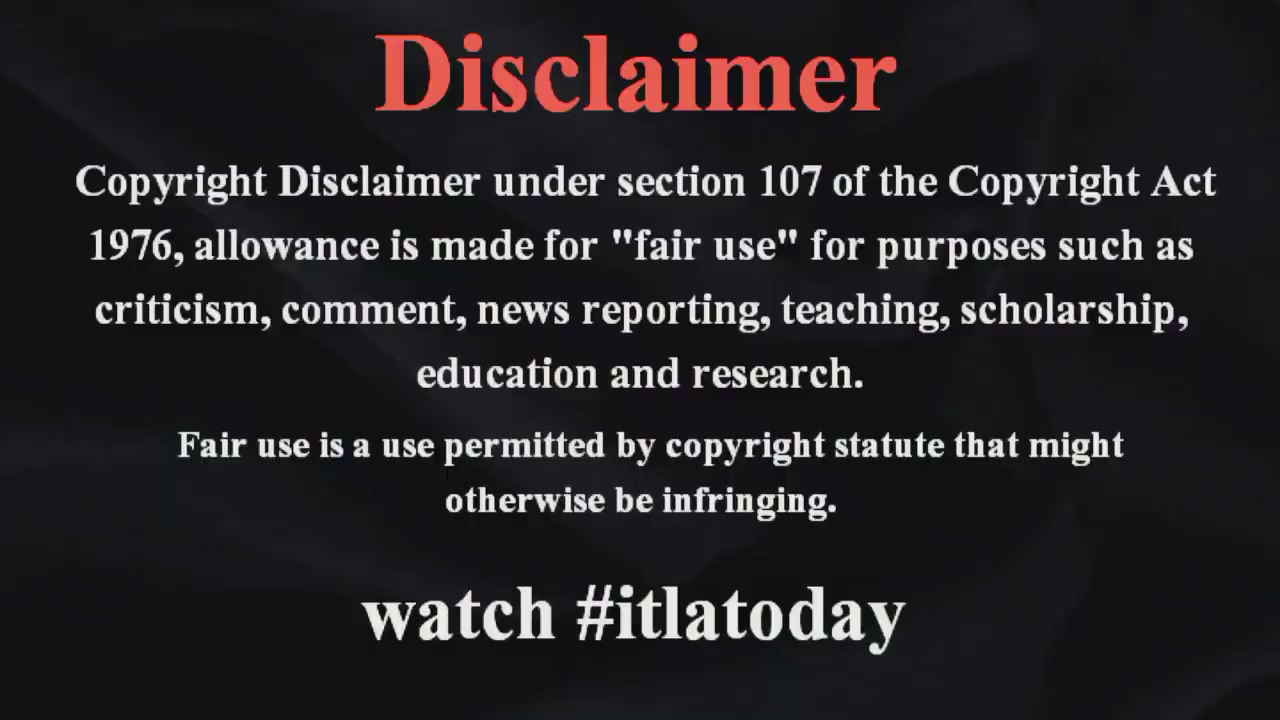 Disclaimer
Copyright Disclaimer under section 107 of the Copyright Act
1976, allowance is made for "fair use" for purposes such as
criticism, comment, news reporting, teaching, scholarship,
education and research.
Fair use is a use permitted by copyright statute that might
otherwise be infringing.
watch #itlatoday